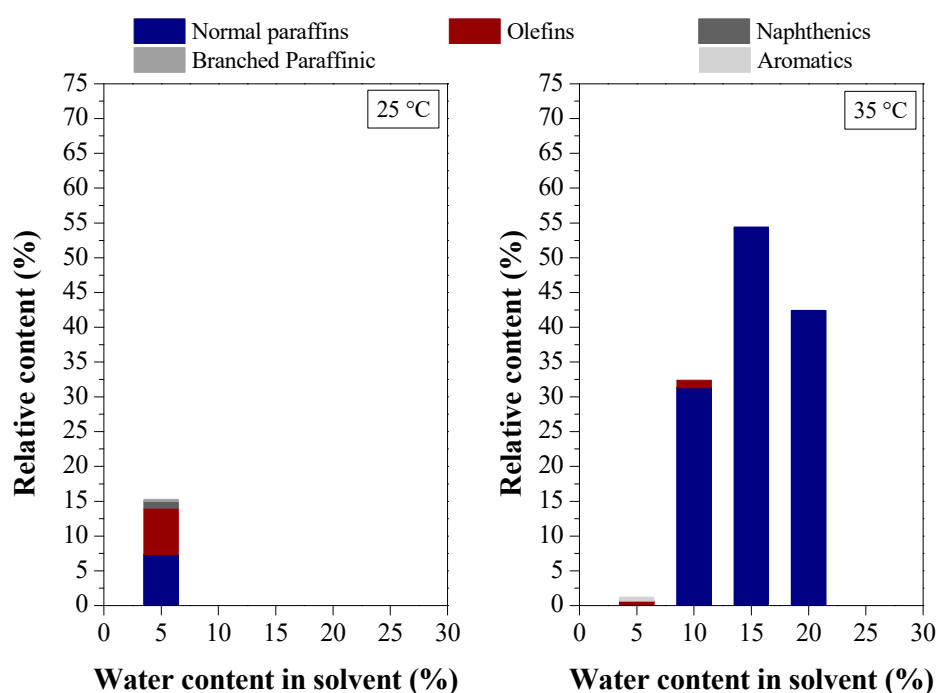 Normal paraffins
Olefins
Naphthenics
Branched Paraffinic
Aromatics
25 °C
75
70
65
60
55
50
45
40
35
30
25
20
15
10
5
0
Relative content (%)
0 5 10 15 20 25 30
Water content in solvent (%)
35 °C
75
70
65
60
55
50
45
40
35
30
25
20
15
10
5
0
Relative content (%)
0 5 10 15 20 25 30
Water content in solvent (%)